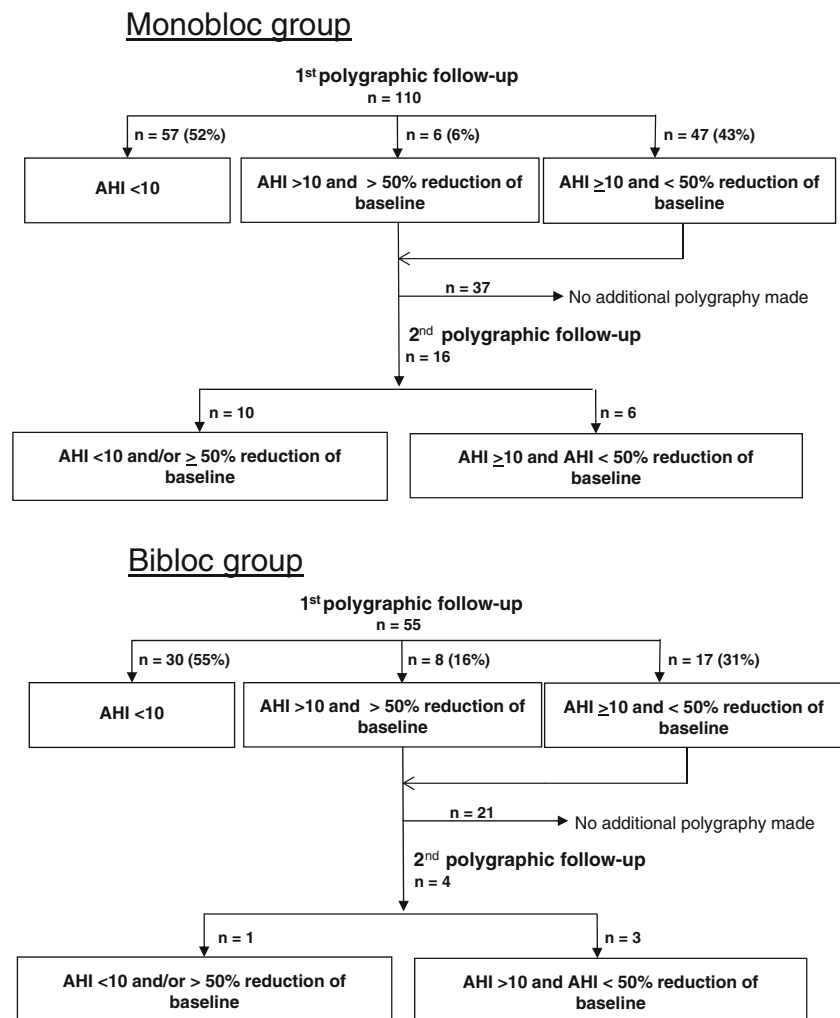 Monobloc group
1st polygraphic follow-up
n = 110
n = 57 (52%)
n = 6 (6%)
n = 47 (43%)
AHI <10
AHI >10 and > 50% reduction of
baseline
AHI ≥10 and < 50% reduction of
baseline
n = 37
No additional polygraphy made
2nd polygraphic follow-up
n = 16
n = 10
n = 6
AHI <10 and/or ≥ 50% reduction of
baseline
AHI ≥10 and AHI < 50% reduction of
baseline
Bibloc group
1st polygraphic follow-up
n = 55
n = 30 (55%)
n = 8 (16%)
n = 17 (31%)
AHI <10
AHI >10 and > 50% reduction of
baseline
AHI ≥10 and < 50% reduction of
baseline
n = 21
No additional polygraphy made
2nd polygraphic follow-up
n = 4
n = 1
n = 3
AHI <10 and/or > 50% reduction of
baseline
AHI >10 and AHI < 50% reduction of
baseline